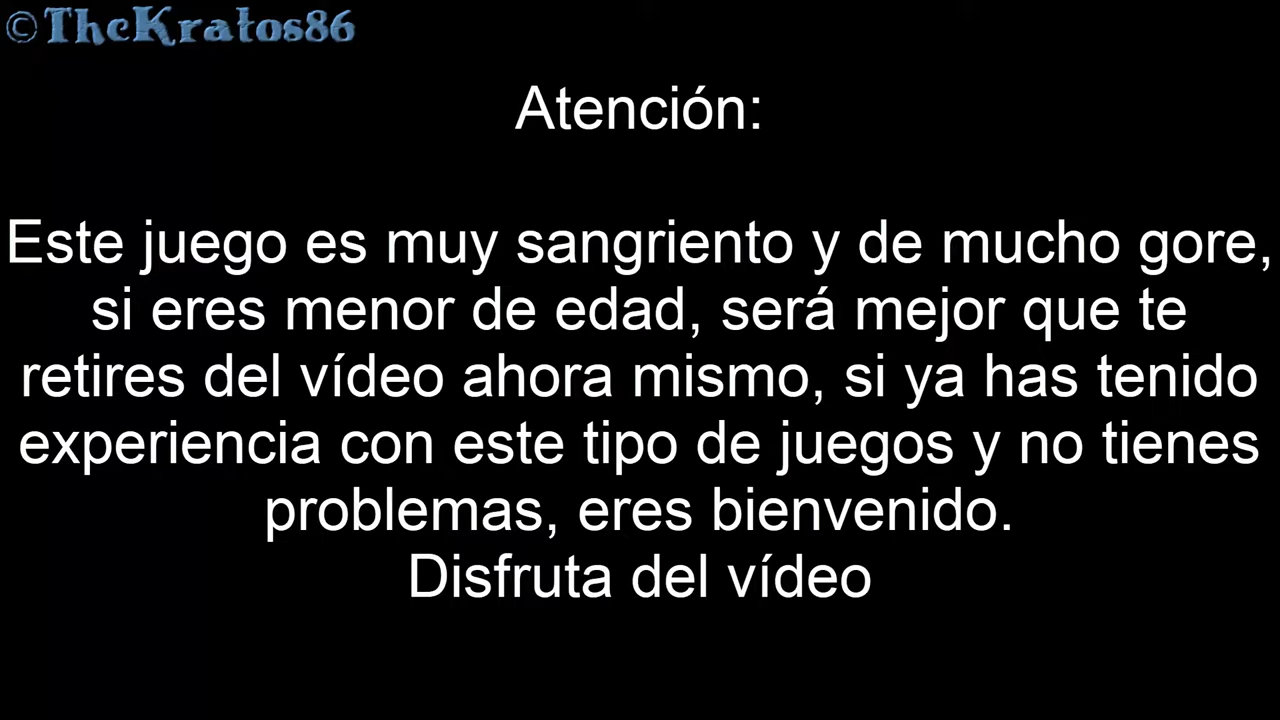 ©TheKratos86
Atención:
Este juego es muy sangriento y de mucho gore,
si eres menor de edad, será mejor que te
retires del vídeo ahora mismo, si ya has tenido
experiencia con este tipo de juegos y no tienes
problemas, eres bienvenido.
Disfruta del vídeo